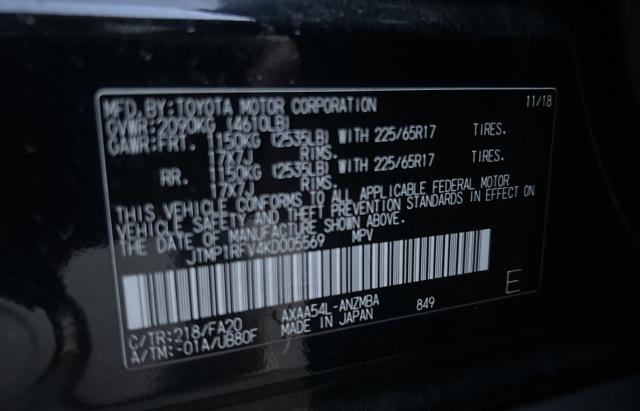 MFD.BY:TOYOTA MOTOR CORPORATION 11/18
GVWR:2090KG (4610LB)
GAWR:FRT. 1150KG (2535LB) WITH 225/65R17 TIRES.
17X7J RIMS.
RR. 1150KG (2535LB) WITH 225/65R17 TIRES.
17X7J RIMS.
THIS VEHICLE CONFORMS TO ALL APPLICABLE FEDERAL MOTOR
VEHICLE SAFETY AND THEFT PREVENTION STANDARDS IN EFFECT ON
THE DATE OF MANUFACTURE SHOWN ABOVE.
JTMP1RFV4KD005569 MPV
E
C/TR:218/FA20 AXAA54L-ANZMBA 849
A/TM:-01A/UB80F MADE IN JAPAN